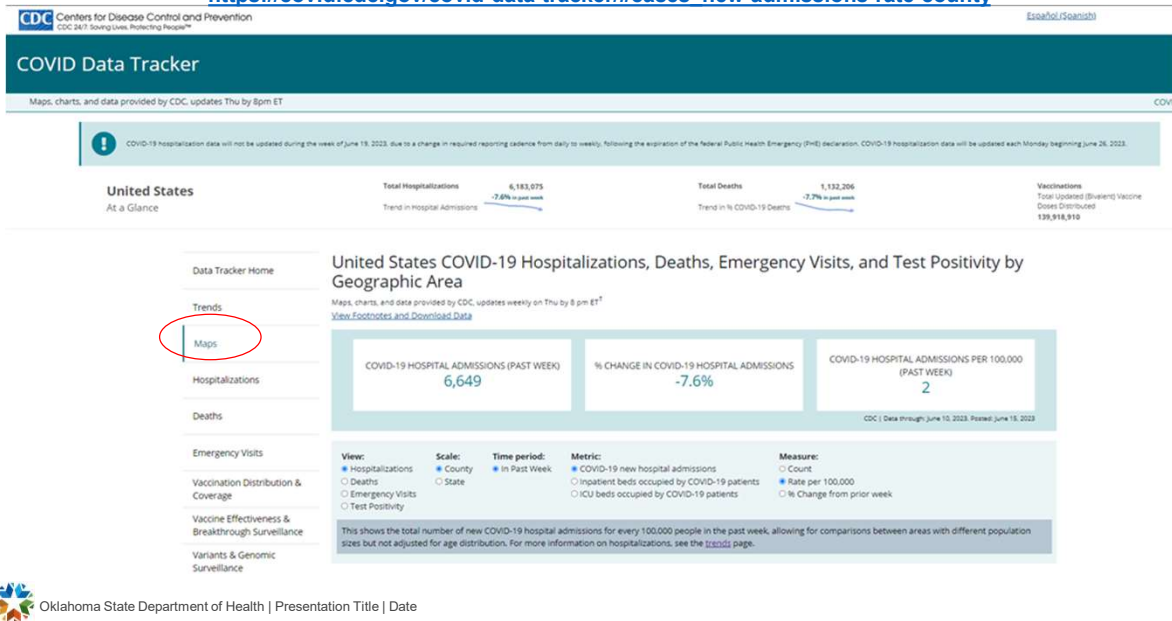 https://covid.cdc.gov/covid-data-tracker/#cases_new-admissions-rate-county
CDC Centers for Disease Control and Prevention
CDC 24/7: Saving Lives, Protecting People™
Español (Spanish)
COVID Data Tracker
Maps, charts, and data provided by CDC, updates Thu by 8pm ET
COVI
COVID-19 hospitalization data will not be updated during the week of June 19, 2023, due to a change in required reporting cadence from daily to weekly, following the expiration of the federal Public Health Emergency (PHE) declaration. COVID-19 hospitalization data will be updated each Monday beginning June 26, 2023.
United States
At a Glance
Total Hospitalizations 6,183,075
-7.6% in past week
Trend in Hospital Admissions
Total Deaths 1,132,206
-7.7% in past week
Trend in % COVID-19 Deaths
Vaccinations
Total Updated (Bivalent) Vaccine
Doses Distributed
139,918,910
Data Tracker Home
Trends
Maps
Hospitalizations
Deaths
Emergency Visits
Vaccination Distribution &
Coverage
Vaccine Effectiveness &
Breakthrough Surveillance
Variants & Genomic
Surveillance
United States COVID-19 Hospitalizations, Deaths, Emergency Visits, and Test Positivity by
Geographic Area
Maps, charts, and data provided by CDC, updates weekly on Thu by 8 pm ET†
View Footnotes and Download Data
COVID-19 HOSPITAL ADMISSIONS (PAST WEEK)
6,649
% CHANGE IN COVID-19 HOSPITAL ADMISSIONS
-7.6%
COVID-19 HOSPITAL ADMISSIONS PER 100,000
(PAST WEEK)
2
CDC | Data through: June 10, 2023. Posted: June 15, 2023
View:
Hospitalizations
Deaths
Emergency Visits
Test Positivity
Scale:
County
State
Time period:
In Past Week
Metric:
COVID-19 new hospital admissions
Inpatient beds occupied by COVID-19 patients
ICU beds occupied by COVID-19 patients
Measure:
Count
Rate per 100,000
% Change from prior week
This shows the total number of new COVID-19 hospital admissions for every 100,000 people in the past week, allowing for comparisons between areas with different population
sizes but not adjusted for age distribution. For more information on hospitalizations, see the trends page.
Oklahoma State Department of Health | Presentation Title | Date